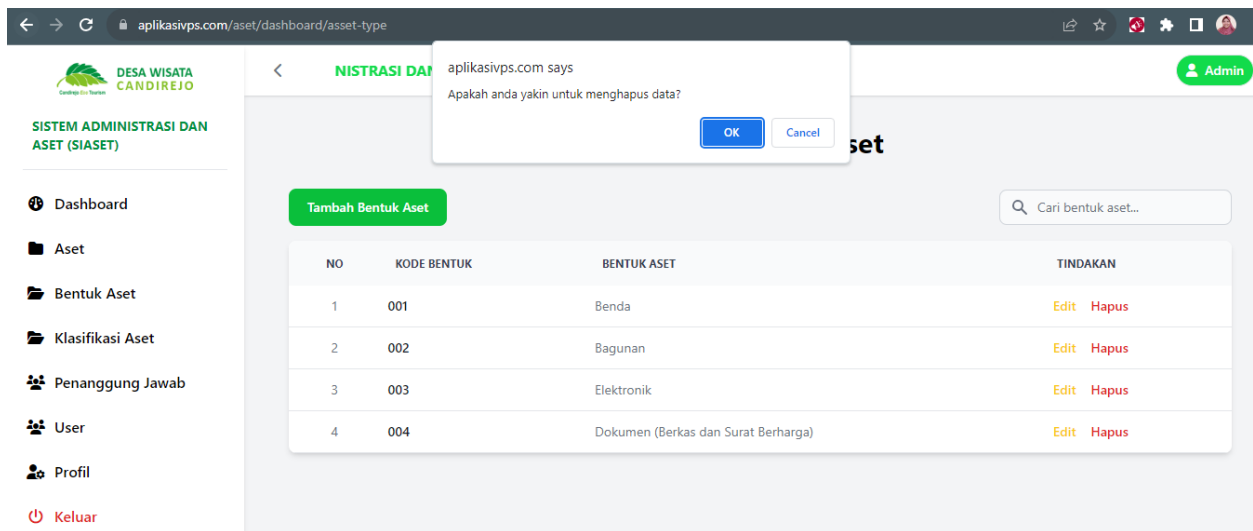 aplikasivps.com/aset/dashboard/asset-type
DESA WISATA
CANDIREJO
NISTRASI DAN
aplikasivps.com says
Apakah anda yakin untuk menghapus data?
OK
Cancel
Admin
SISTEM ADMINISTRASI DAN
ASET (SIASET)
set
Dashboard
Aset
Bentuk Aset
Klasifikasi Aset
Penanggung Jawab
User
Profil
Keluar
Tambah Bentuk Aset
Cari bentuk aset...
NO KODE BENTUK BENTUK ASET TINDAKAN
1 001 Benda Edit Hapus
2 002 Bagunan Edit Hapus
3 003 Elektronik Edit Hapus
4 004 Dokumen (Berkas dan Surat Berharga) Edit Hapus